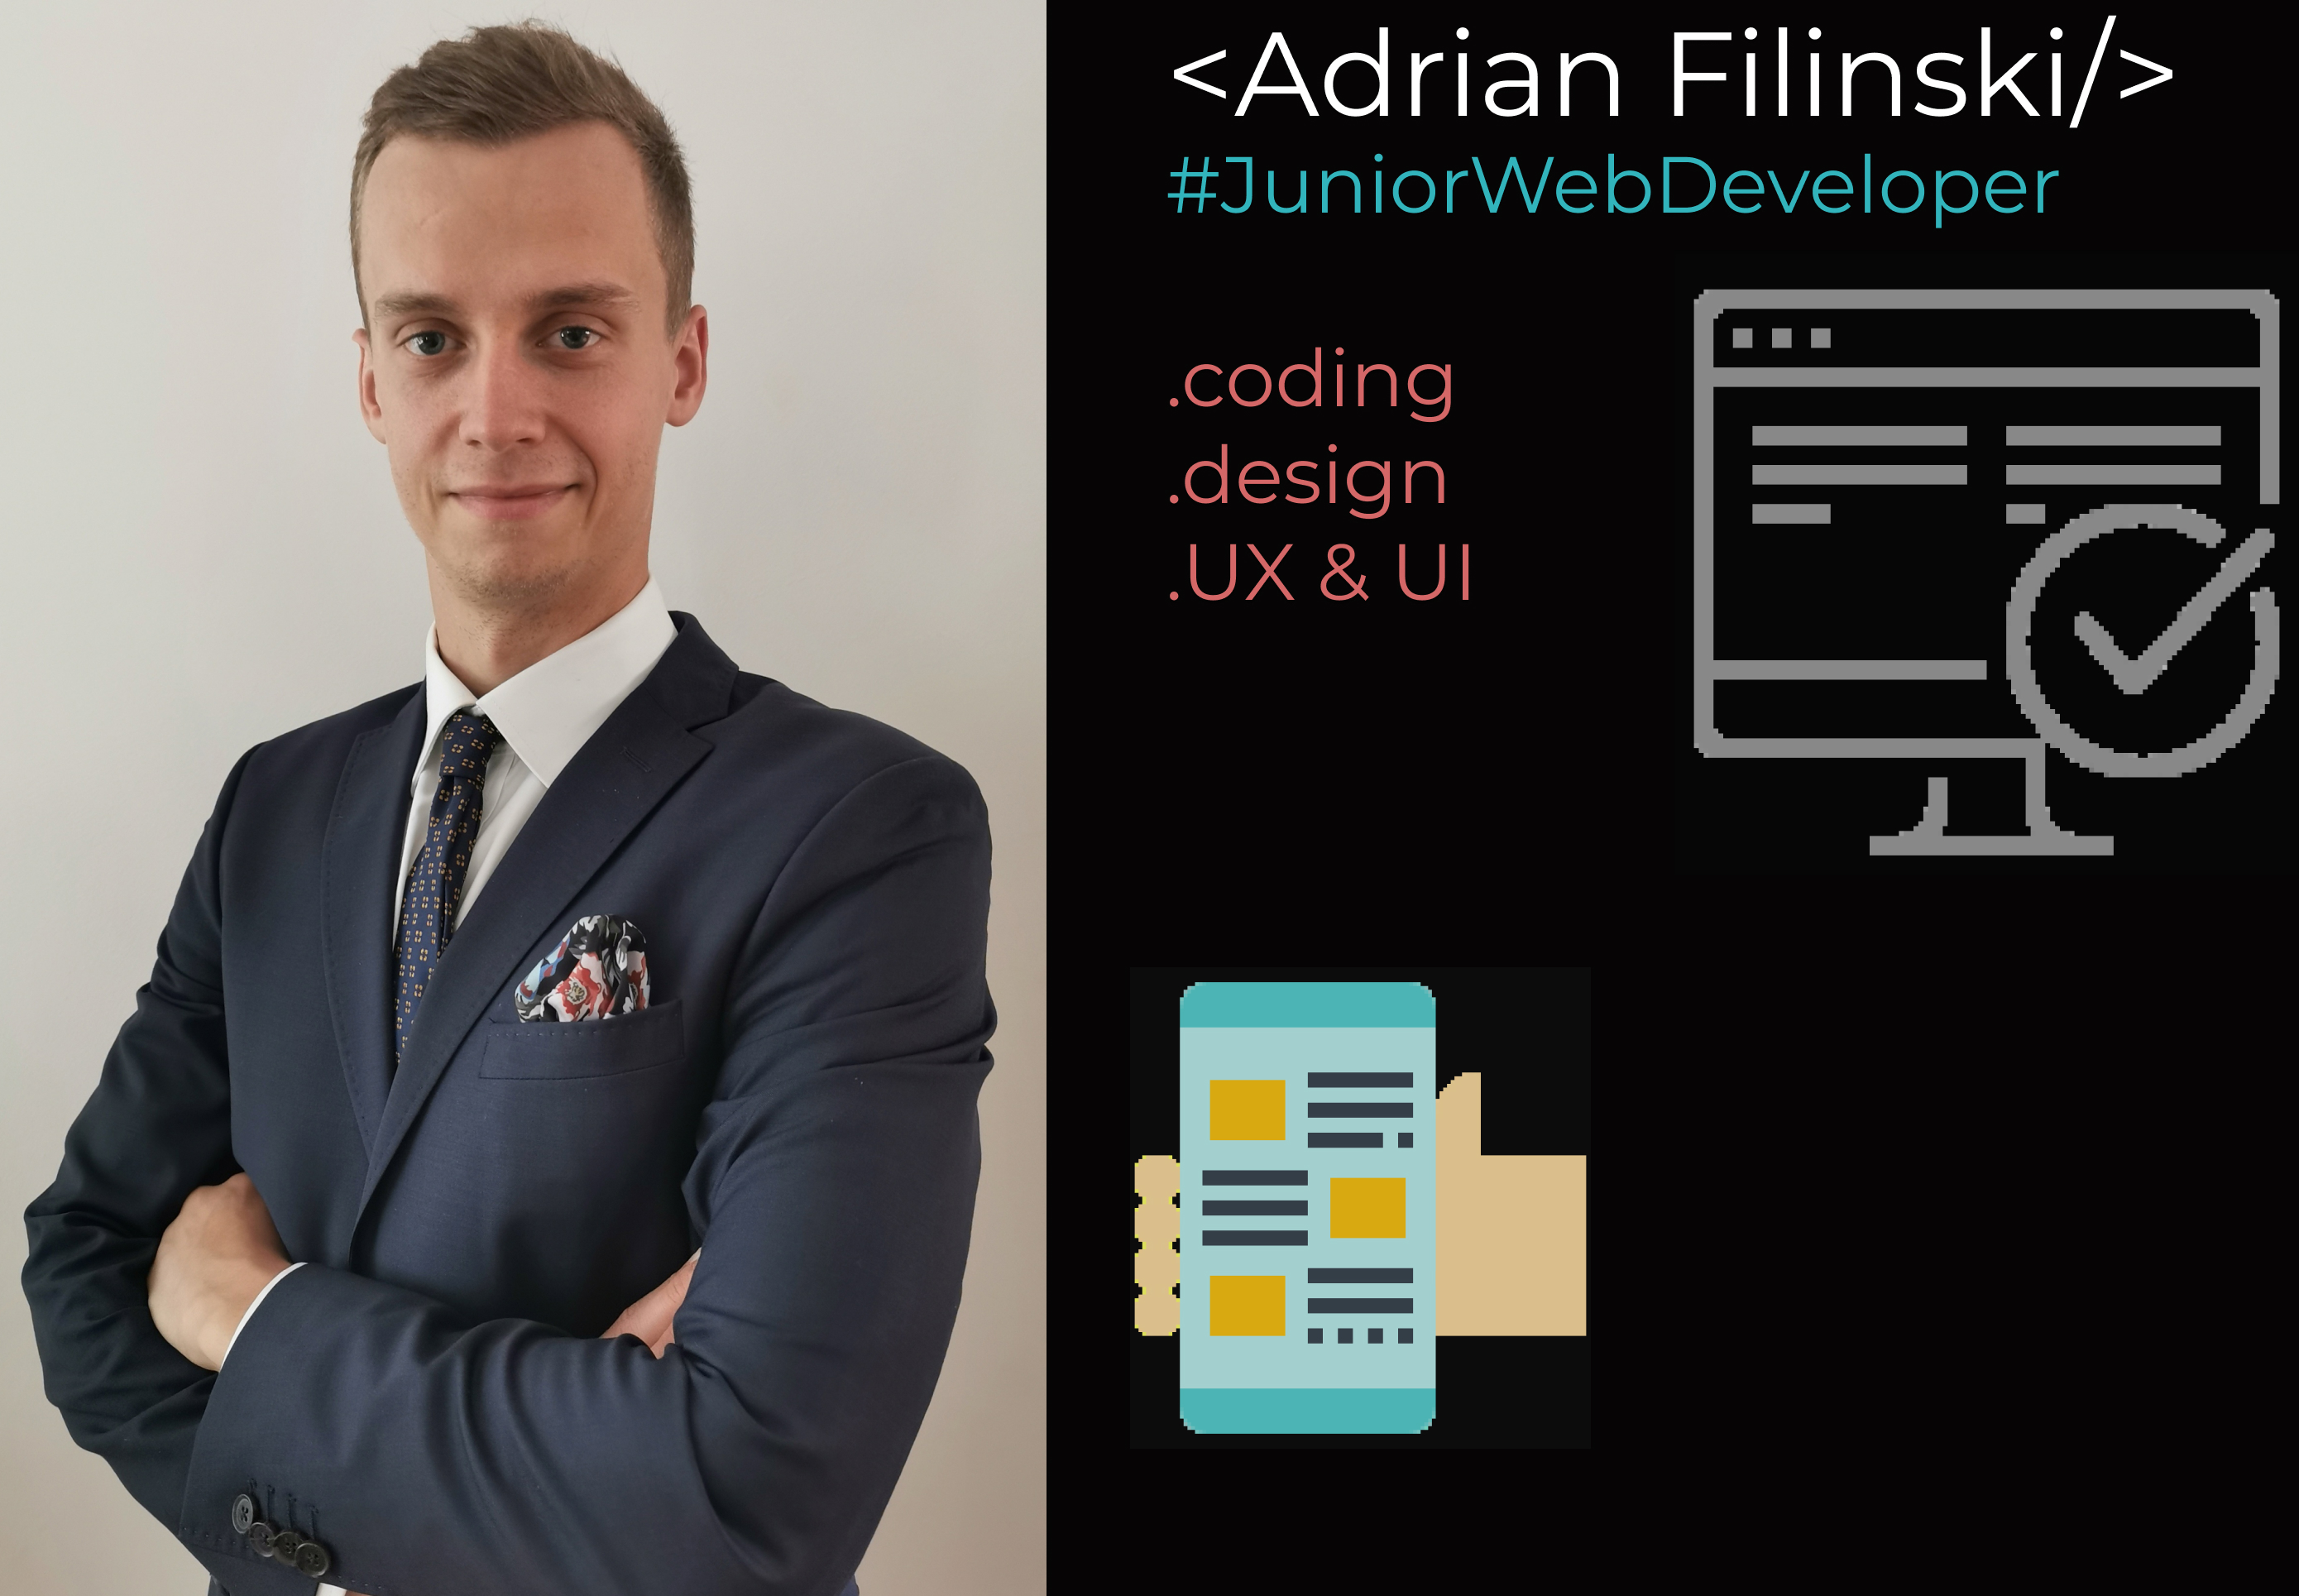 <Adrian Filinski/>
#JuniorWebDeveloper
.coding
.design
.UX & UI